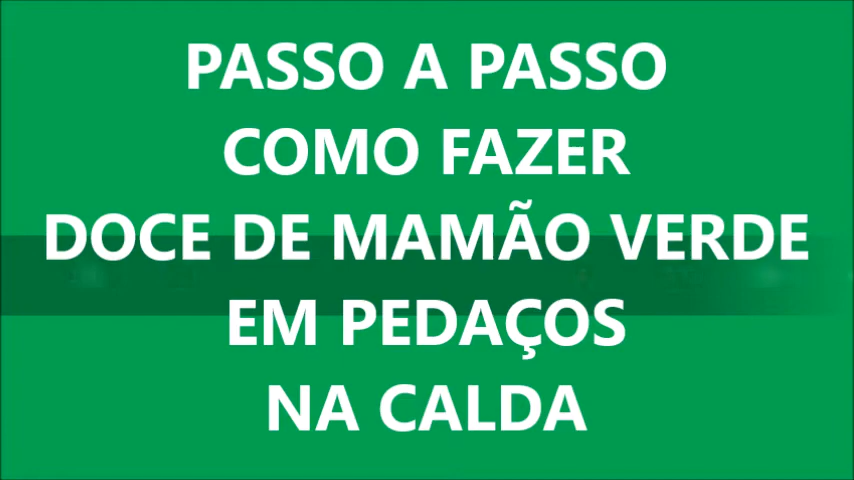 PASSO A PASSO
COMO FAZER
DOCE DE MAMÃO VERDE
EM PEDAÇOS
NA CALDA